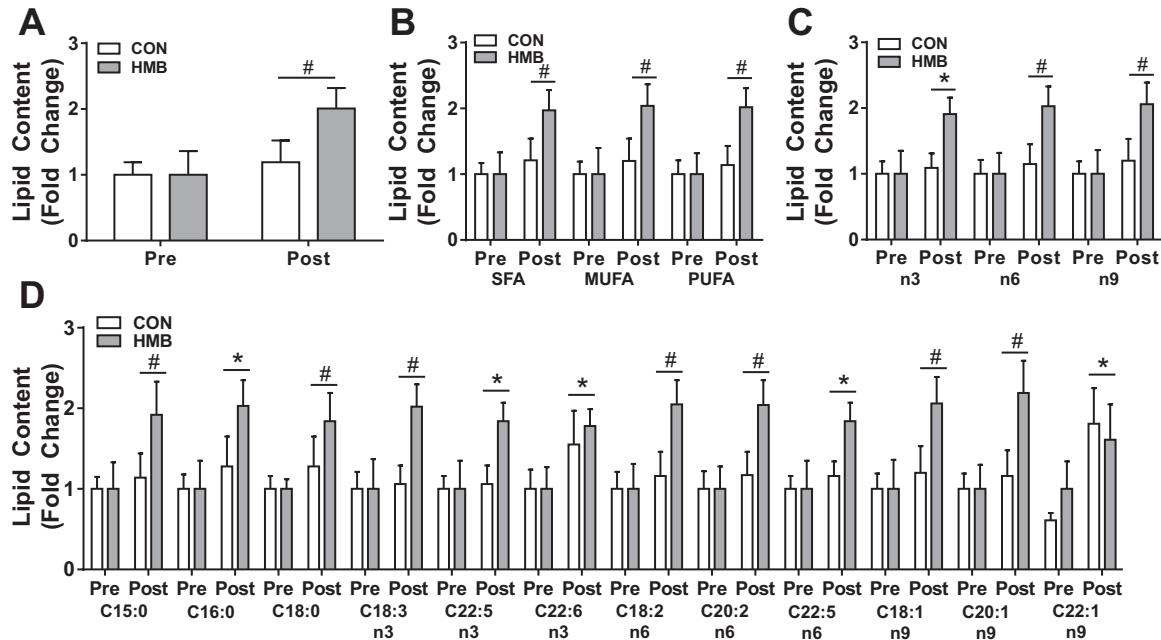 A
CON
HMB
#
Lipid Content
(Fold Change)
3
2
1
0
Pre Post
B
CON
HMB
# # #
Lipid Content
(Fold Change)
3
2
1
0
Pre Post Pre Post Pre Post
SFA MUFA PUFA
C
CON
HMB
* # #
Lipid Content
(Fold Change)
3
2
1
0
Pre Post Pre Post Pre Post
n3 n6 n9
D
CON
HMB
# * # # * * # # * # # *
Lipid Content
(Fold Change)
3
2
1
0
Pre Post Pre Post Pre Post Pre Post Pre Post Pre Post Pre Post Pre Post Pre Post Pre Post Pre Post Pre Post
C15:0 C16:0 C18:0 C18:3 C22:5 C22:6 C18:2 C20:2 C22:5 C18:1 C20:1 C22:1
n3 n3 n3 n6 n6 n6 n9 n9 n9